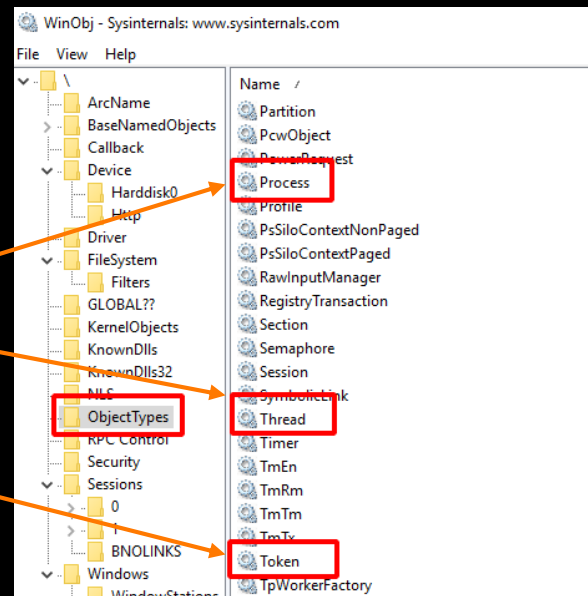 WinObj - Sysinternals: www.sysinternals.com
File View Help
\
ArcName
BaseNamedObjects
Callback
Device
Harddisk0
Http
Driver
FileSystem
Filters
GLOBAL??
KernelObjects
KnownDlls
KnownDlls32
NLS
ObjectTypes
RPC Control
Security
Sessions
0
1
BNOLINKS
Windows
WindowStations
Name
Partition
PcwObject
PowerRequest
Process
Profile
PsSiloContextNonPaged
PsSiloContextPaged
RawInputManager
RegistryTransaction
Section
Semaphore
Session
SymbolicLink
Thread
Timer
TmEn
TmRm
TmTm
TmTx
Token
TpWorkerFactory